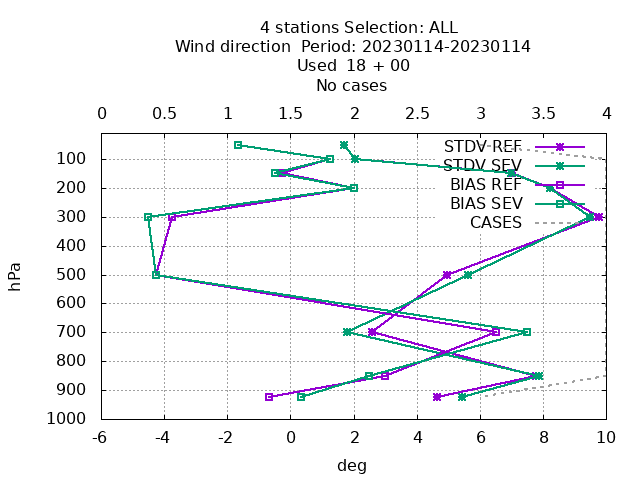 4 stations Selection: ALL
Wind direction  Period: 20230114-20230114
Used  18 + 00
No cases
0 0.5 1 1.5 2 2.5 3 3.5 4
STDV REF
STDV SEV
BIAS REF
BIAS SEV
CASES
100
200
300
400
500
600
700
800
900
1000
hPa
-6 -4 -2 0 2 4 6 8 10
deg